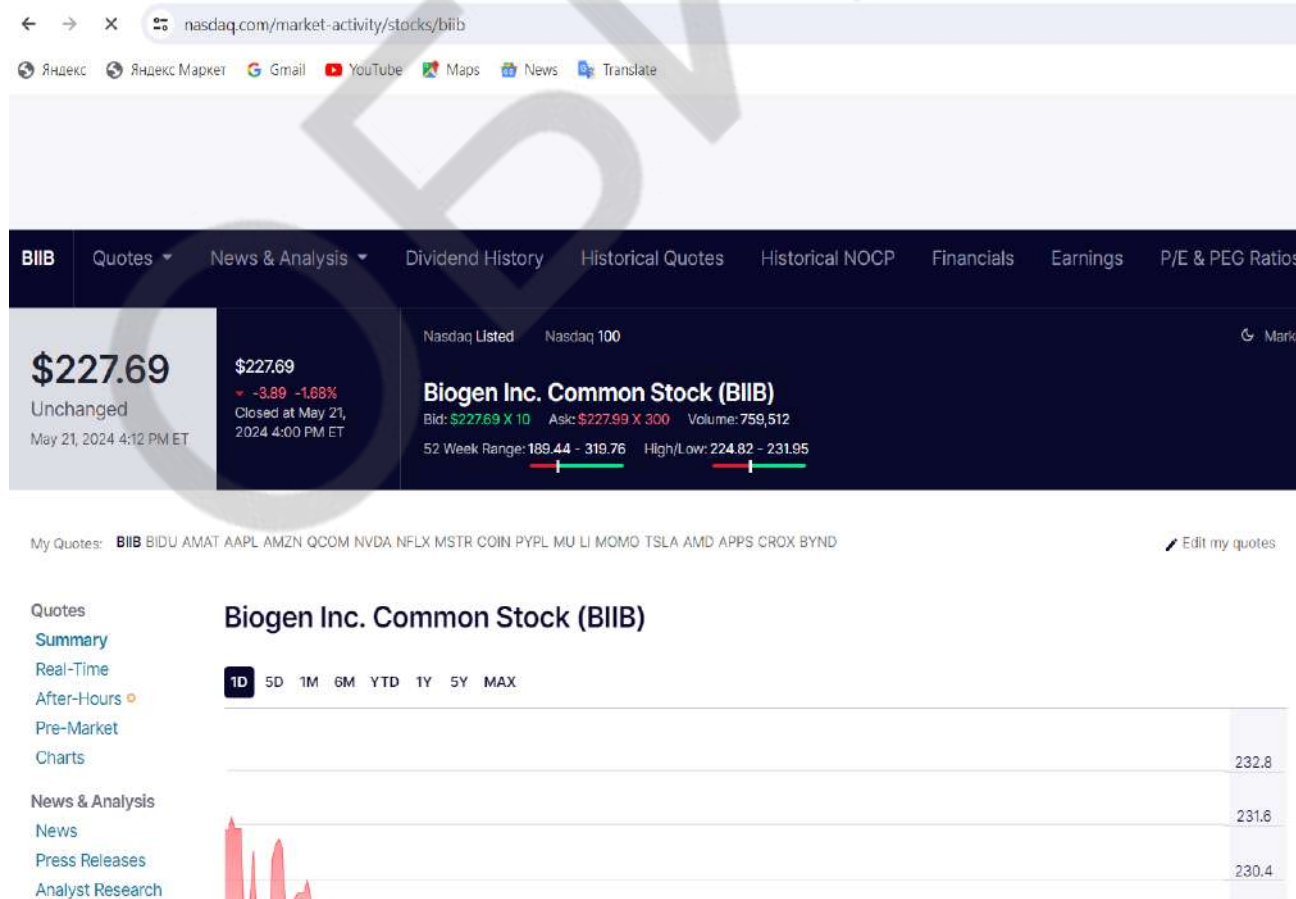 nasdaq.com/market-activity/stocks/biib
Яндекс Яндекс Маркет Gmail YouTube Maps News Translate
BIIB Quotes News & Analysis Dividend History Historical Quotes Historical NOCP Financials Earnings P/E & PEG Ratios
Nasdaq Listed Nasdaq 100 Mark
$227.69
Unchanged
May 21, 2024 4:12 PM ET
$227.69
-3.89 -1.68%
Closed at May 21,
2024 4:00 PM ET
Biogen Inc. Common Stock (BIIB)
Bid: $227.69 X 10 Ask: $227.99 X 300 Volume: 759,512
52 Week Range: 189.44 - 319.76 High/Low: 224.82 - 231.95
My Quotes: BIIB BIDU AMAT AAPL AMZN QCOM NVDA NFLX MSTR COIN PYPL MU LI MOMO TSLA AMD APPS CROX BYND Edit my quotes
Quotes
Summary
Real-Time
After-Hours
Pre-Market
Charts
News & Analysis
News
Press Releases
Analyst Research
Biogen Inc. Common Stock (BIIB)
1D 5D 1M 6M YTD 1Y 5Y MAX
232.8
231.6
230.4